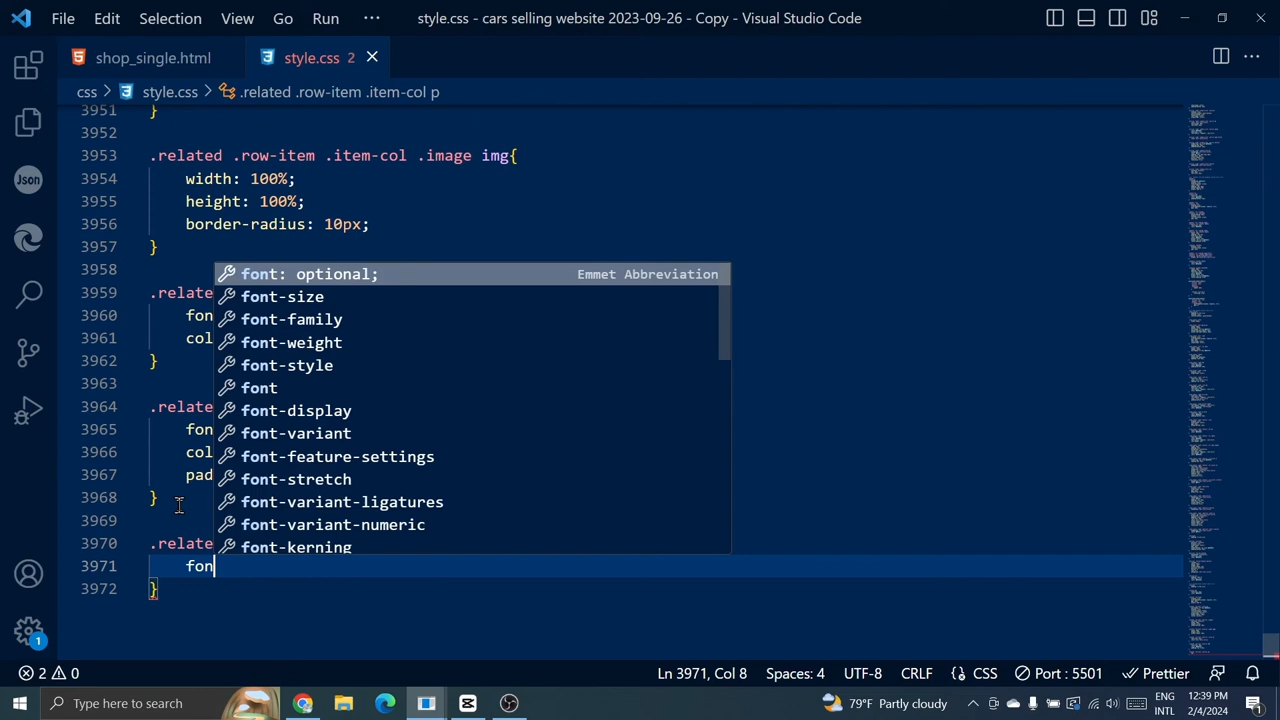 File Edit Selection View Go Run ··· style.css - cars selling website 2023-09-26 - Copy - Visual Studio Code
shop_single.html style.css 2
css > style.css > .related .row-item .item-col p
3951 }
3952
3953 .related .row-item .item-col .image img{
3954 width: 100%;
3955 height: 100%;
3956 border-radius: 20px;
3957 }
3958
3959 .relate
3960 fon
3961 col
3962 }
3963
3964 .relate
3965 fon
3966 col
3967 pad
3968 }
3969
3970 .relate
3971 fon
3972 }
font: optional; Emmet Abbreviation
font-size
font-family
font-weight
font-style
font
font-display
font-variant
font-feature-settings
font-stretch
font-variant-ligatures
font-variant-numeric
font-kerning
Json
1
2 0 Ln 3971, Col 8 Spaces: 4 UTF-8 CRLF CSS Port : 5501 Prettier
Type here to search 79°F Partly cloudy ENG INTL 12:39 PM 2/4/2024